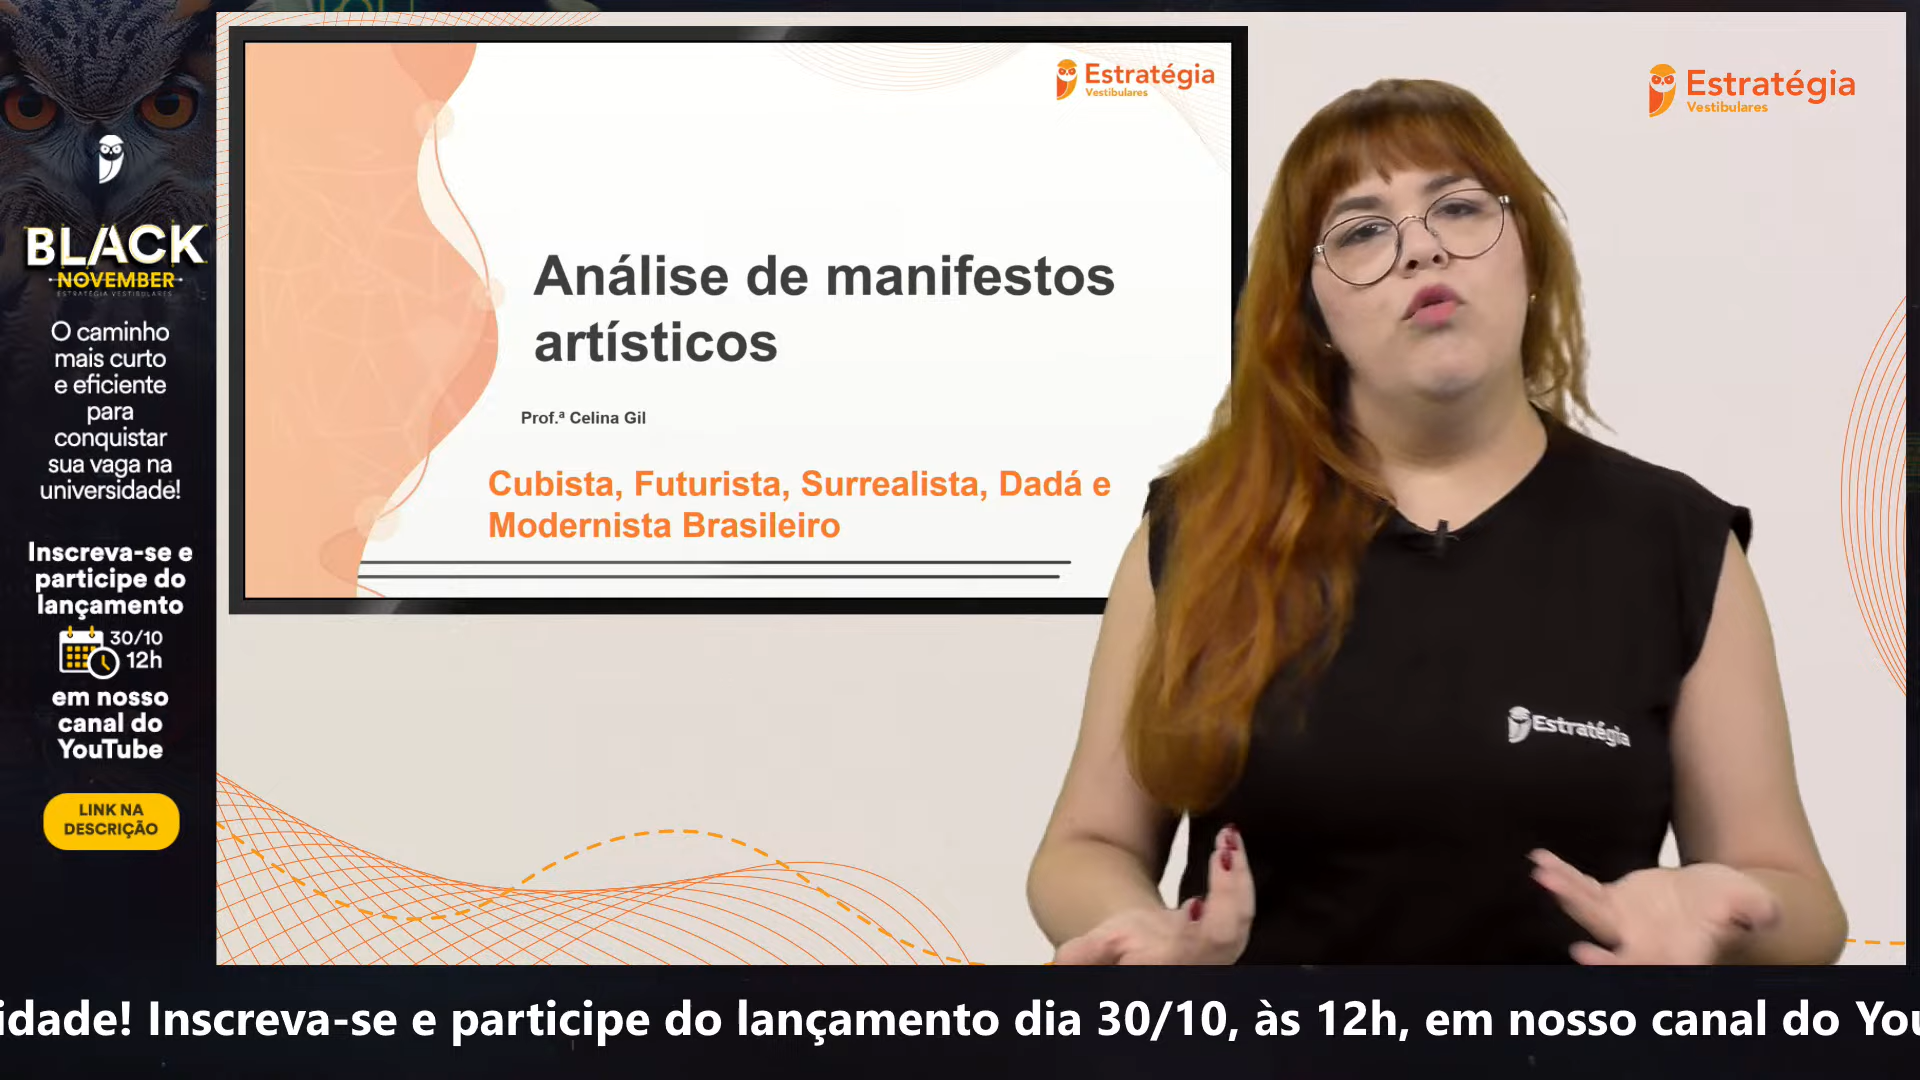 BLACK
NOVEMBER
ESTRATÉGIA VESTIBULARES
O caminho
mais curto
e eficiente
para
conquistar
sua vaga na
universidade!
Inscreva-se e
participe do
lançamento
30/10
12h
em nosso
canal do
YouTube
LINK NA
DESCRIÇÃO
Estratégia
Vestibulares
Análise de manifestos
artísticos
Prof.ª Celina Gil
Cubista, Futurista, Surrealista, Dadá e
Modernista Brasileiro
Estratégia
Vestibulares
Estratégia
idade! Inscreva-se e participe do lançamento dia 30/10, às 12h, em nosso canal do You